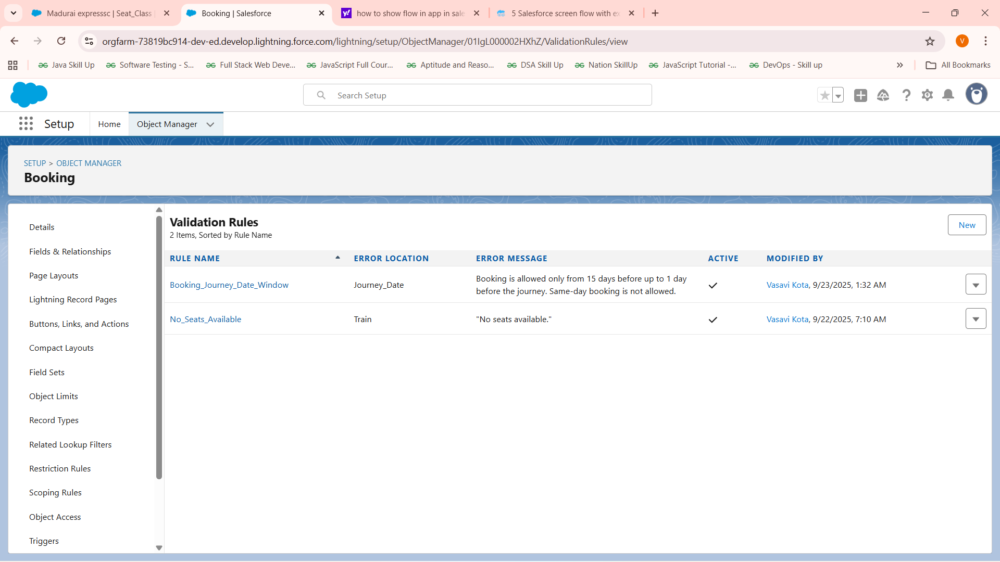 Madurai expresssc | Seat_Class |
Booking | Salesforce
how to show flow in app in sale
5 Salesforce screen flow with ex
orgfarm-73819bc914-dev-ed.develop.lightning.force.com/lightning/setup/ObjectManager/01IgL000002HXhZ/ValidationRules/view
V
Java Skill Up
Software Testing - S...
Full Stack Web Deve...
JavaScript Full Cour...
Aptitude and Reaso...
DSA Skill Up
Nation SkillUp
JavaScript Tutorial -...
DevOps - Skill up
All Bookmarks
Search Setup
Setup
Home
Object Manager
SETUP > OBJECT MANAGER
Booking
Details
Fields & Relationships
Page Layouts
Lightning Record Pages
Buttons, Links, and Actions
Compact Layouts
Field Sets
Object Limits
Record Types
Related Lookup Filters
Restriction Rules
Scoping Rules
Object Access
Triggers
Validation Rules
2 Items, Sorted by Rule Name
New
RULE NAME ERROR LOCATION ERROR MESSAGE ACTIVE MODIFIED BY
Booking_Journey_Date_Window Journey_Date Booking is allowed only from 15 days before up to 1 day before the journey. Same-day booking is not allowed. Vasavi Kota, 9/23/2025, 1:32 AM
No_Seats_Available Train "No seats available." Vasavi Kota, 9/22/2025, 7:10 AM